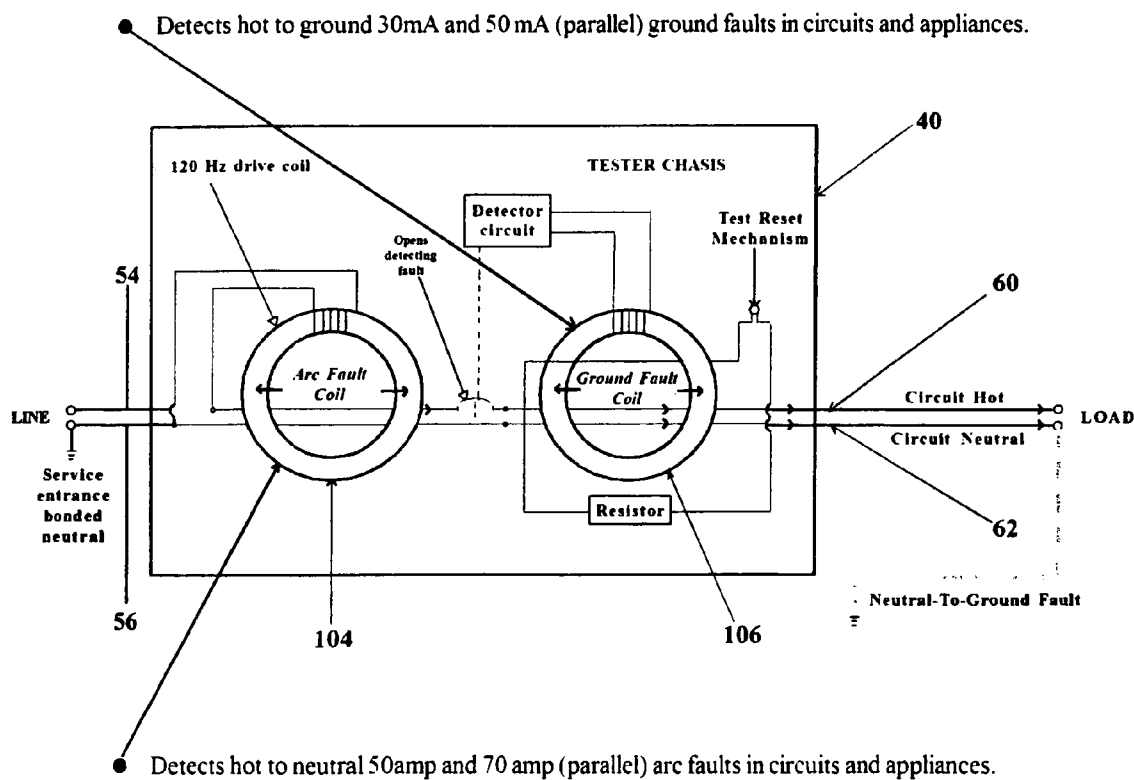 ● Detects hot to ground 30mA and 50 mA (parallel) ground faults in circuits and appliances.
40
120 Hz drive coil
TESTER CHASIS
Detector
circuit
Test Reset
Mechanism
Opens
detecting
fault
54
60
Arc Fault
Coil
Ground Fault
Coil
LINE
Circuit Hot
LOAD
Circuit Neutral
Service
entrance
bonded
neutral
Resistor
62
Neutral-To-Ground Fault
56
104
106
● Detects hot to neutral 50amp and 70 amp (parallel) arc faults in circuits and appliances.